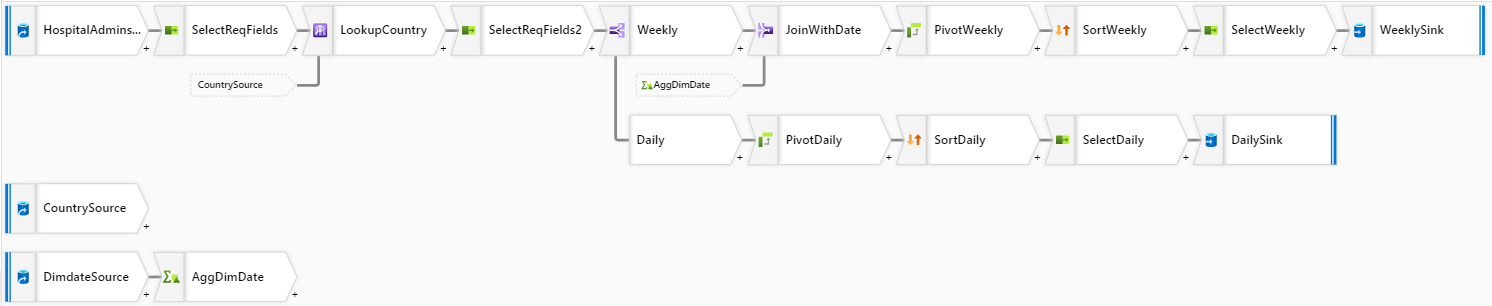 HospitalAdmins...
SelectReqFields
LookupCountry
SelectReqFields2
Weekly
JoinWithDate
PivotWeekly
SortWeekly
SelectWeekly
WeeklySink
+ + + + + + + + +
CountrySource
AggDimDate
Daily
PivotDaily
SortDaily
SelectDaily
DailySink
+ + + +
CountrySource
+
DimdateSource
AggDimDate
+ +